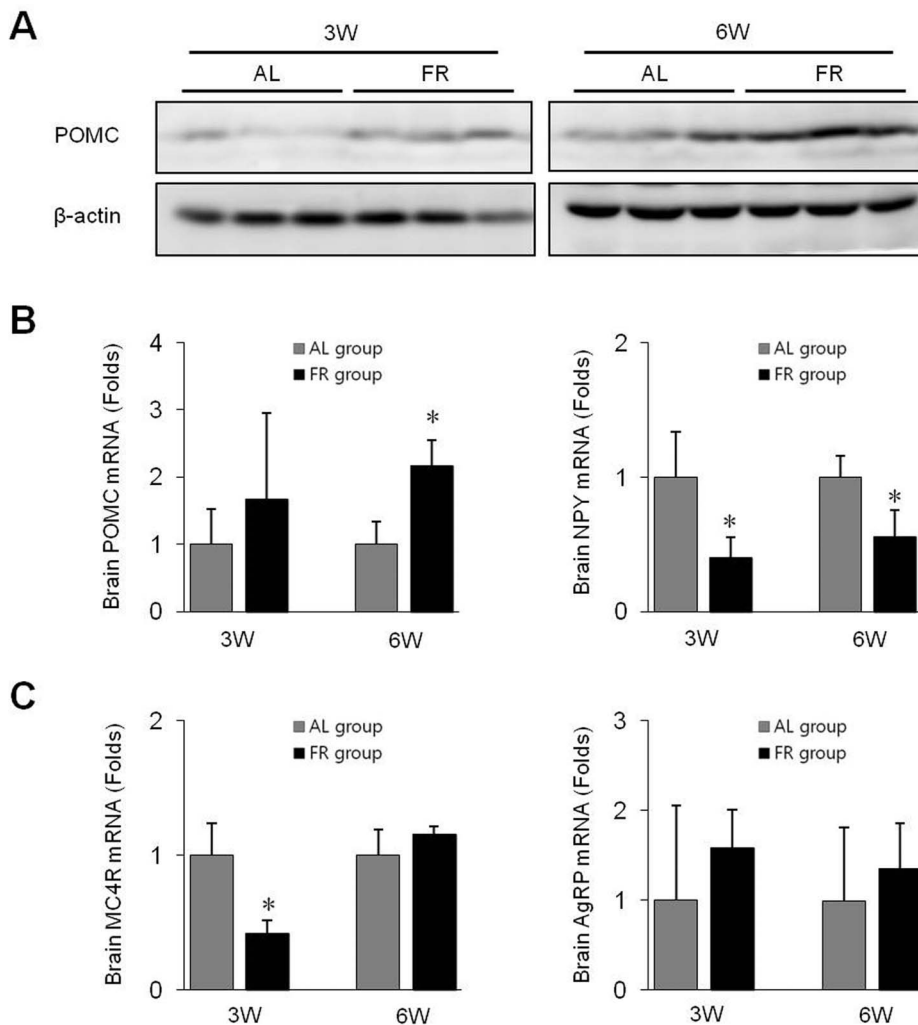 A
3W 6W
AL FR AL FR
POMC
β-actin
B
Brain POMC mRNA (Folds)
4
3
2
1
0
AL group
FR group
*
3W 6W
Brain NPY mRNA (Folds)
2
1
0
AL group
FR group
*
*
3W 6W
C
Brain MC4R mRNA (Folds)
2
1
0
AL group
FR group
*
3W 6W
Brain AgRP mRNA (Folds)
3
2
1
0
AL group
FR group
3W 6W